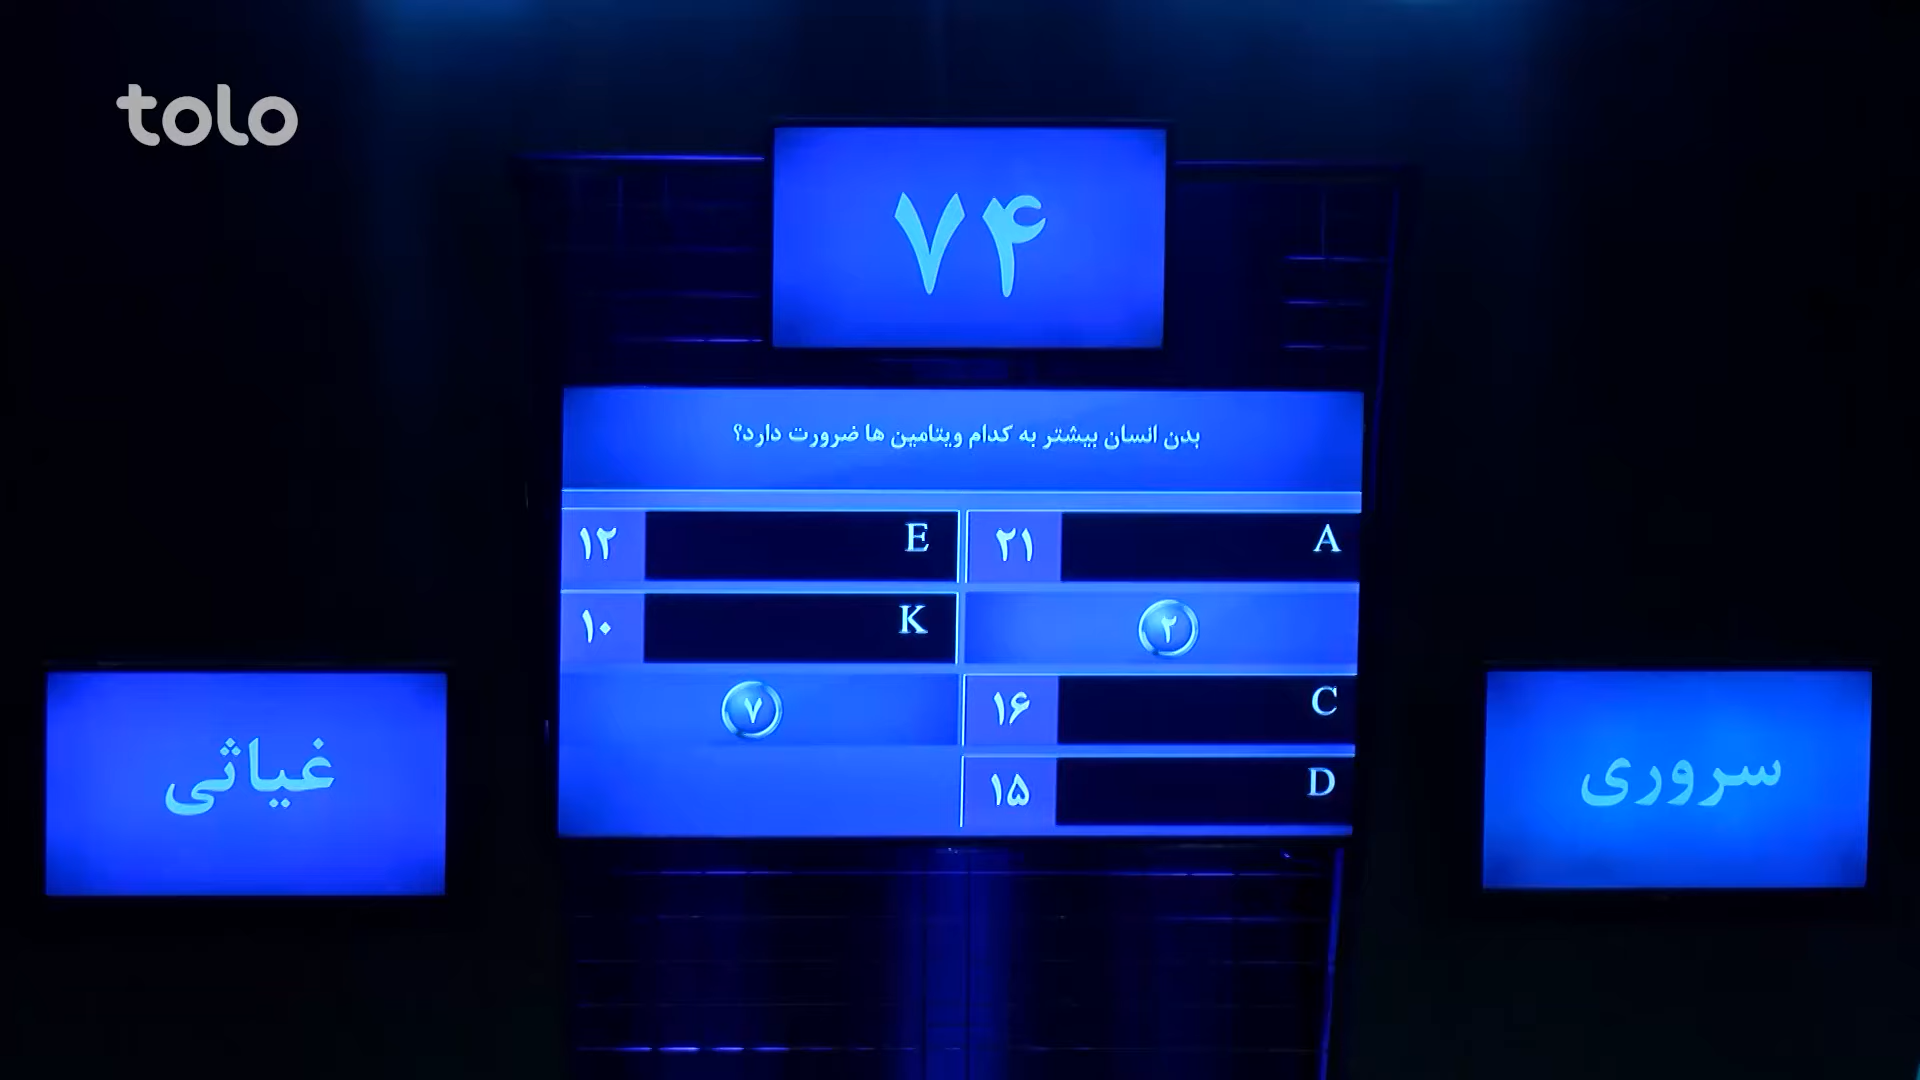 tolo
۷۴
بدن انسان بیشتر به کدام ویتامین ها ضرورت دارد؟
A ۲۱
E ۱۲
۲
K ۱۰
C ۱۶
۷
D ۱۵
سروری
غیاثی